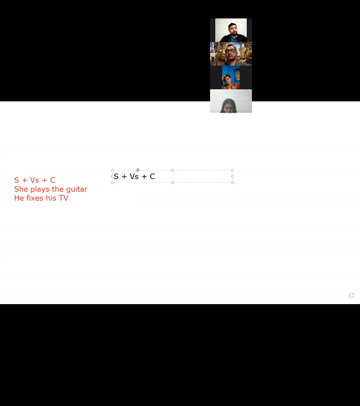 S + Vs + C
She plays the guitar
He fixes his TV
S + Vs + C